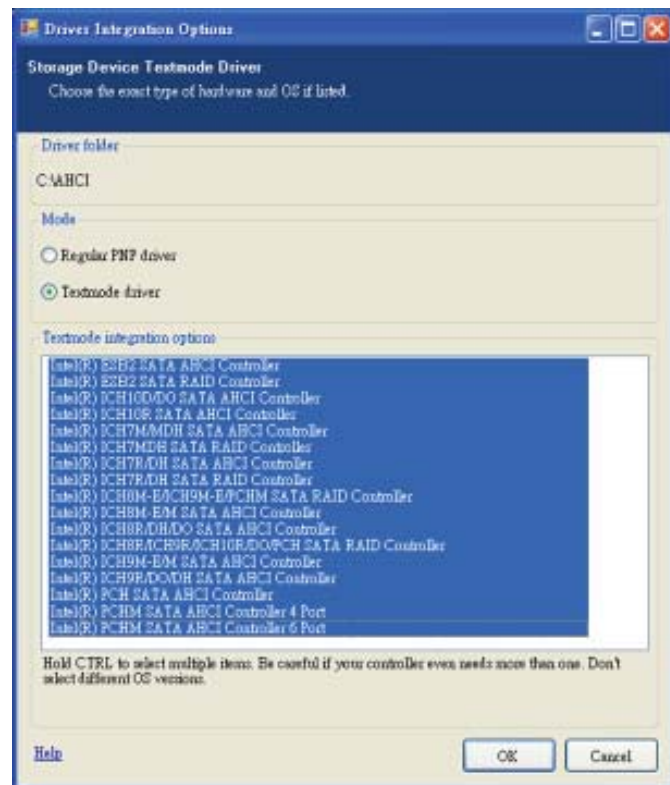 Driver Integration Options
Storage Device Textmode Driver
Choose the exact type of hardware and OS if listed.
Driver folder
C:\AHCI
Mode
Regular PNP driver
Textmode driver
Textmode integration options
Intel(R) ESB2 SATA AHCI Controller
Intel(R) ESB2 SATA RAID Controller
Intel(R) ICH10D/DO SATA AHCI Controller
Intel(R) ICH10R SATA AHCI Controller
Intel(R) ICH7M/MDH SATA AHCI Controller
Intel(R) ICH7MDH SATA RAID Controller
Intel(R) ICH7R/DH SATA AHCI Controller
Intel(R) ICH7R/DH SATA RAID Controller
Intel(R) ICH8M-E/ICH9M-E/PCHM SATA RAID Controller
Intel(R) ICH8M-E/M SATA AHCI Controller
Intel(R) ICH8R/DH/DO SATA AHCI Controller
Intel(R) ICH8R/ICH9R/ICH10R/DO/PCH SATA RAID Controller
Intel(R) ICH9M-E/M SATA AHCI Controller
Intel(R) ICH9R/DO/DH SATA AHCI Controller
Intel(R) PCH SATA AHCI Controller
Intel(R) PCHM SATA AHCI Controller 4 Port
Intel(R) PCHM SATA AHCI Controller 6 Port
Hold CTRL to select multiple items. Be careful if your controller even needs more than one. Don't
select different OS versions.
Help
OK
Cancel